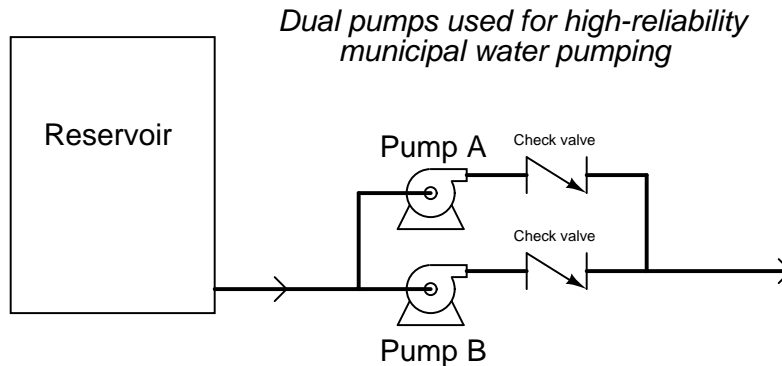 Dual pumps used for high-reliability
municipal water pumping
Reservoir
Pump A
Check valve
Check valve
Pump B